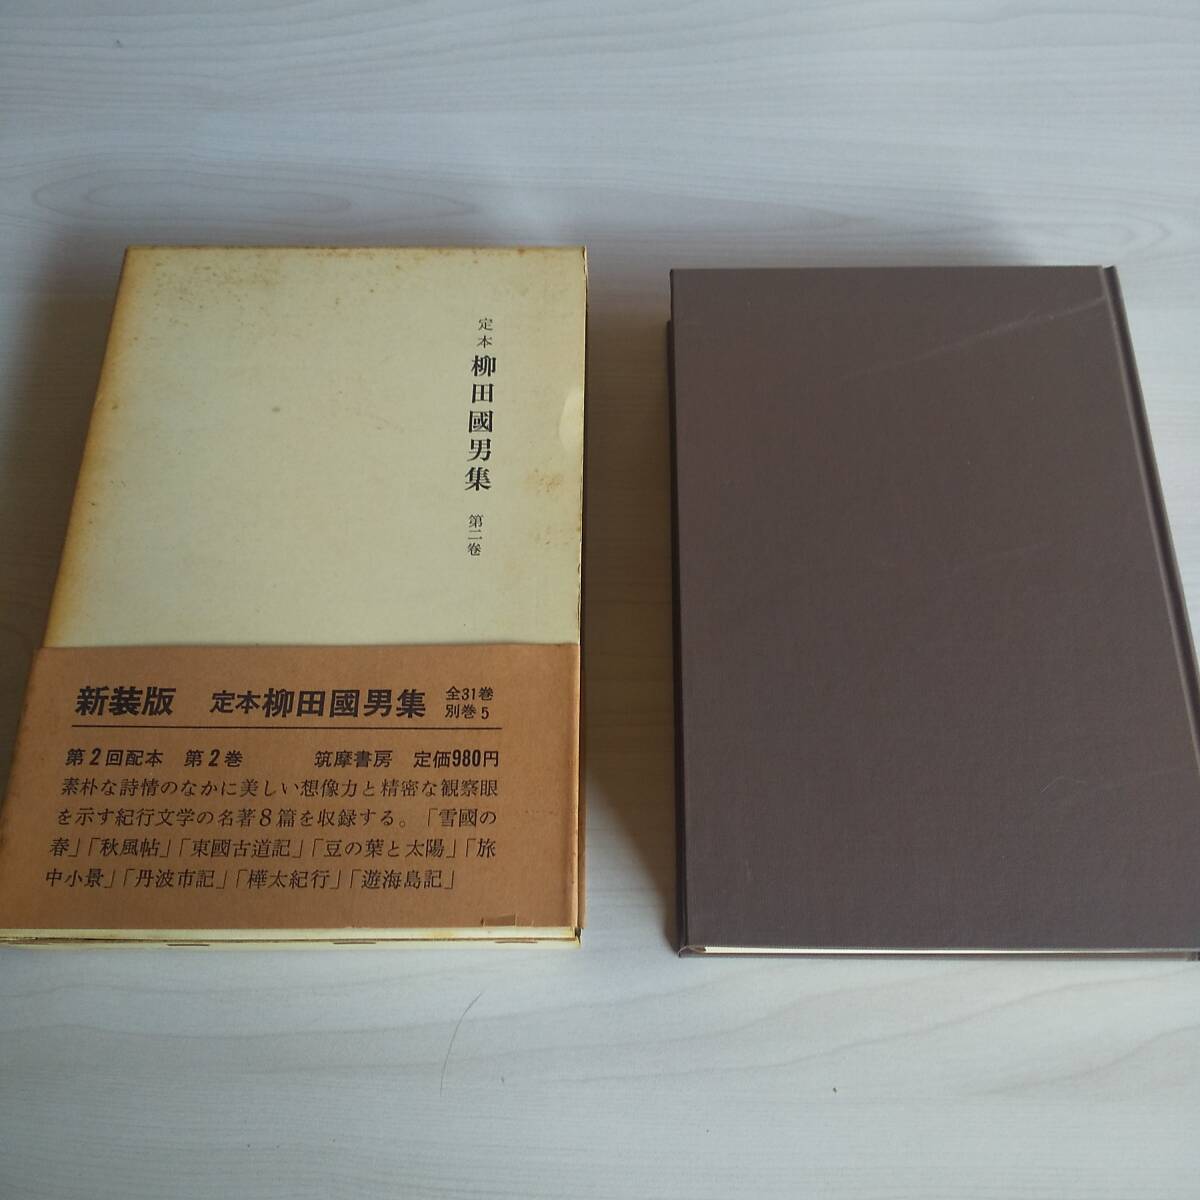 定本 柳田國男集 第二卷
新装版 定本柳田國男集 全31巻
別巻5
第2回配本 第2巻 筑摩書房 定価980円
素朴な詩情のなかに美しい想像力と精密な観察眼
を示す紀行文学の名著8篇を収録する。「雪國の
春」「秋風帖」「東國古道記」「豆の葉と太陽」「旅
中小景」「丹波市記」「樺太紀行」「遊海島記」